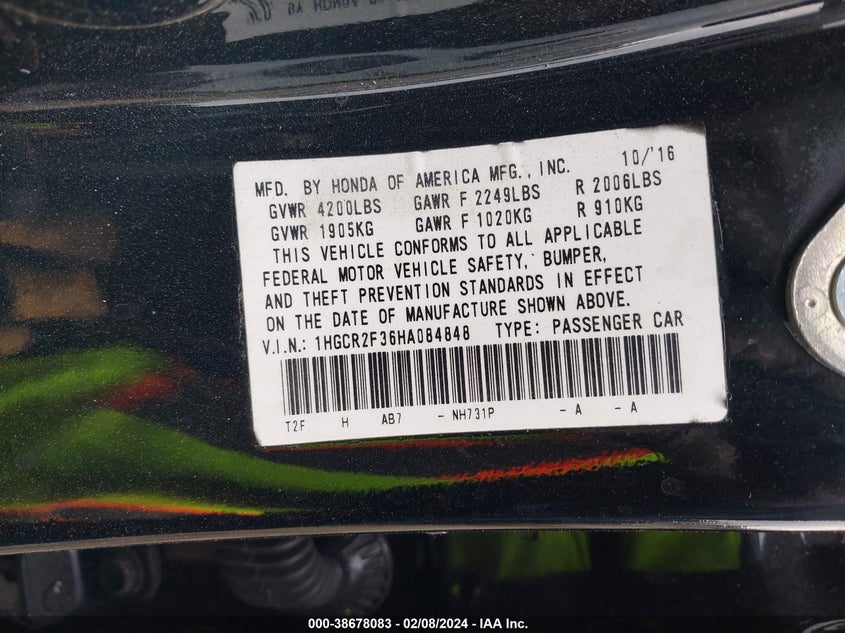 MFD. BY HONDA OF AMERICA MFG., INC. 10/'16
GVWR 4200LBS GAWR F 2249LBS R 2006LBS
GVWR 1905KG GAWR F 1020KG R 910KG
THIS VEHICLE CONFORMS TO ALL APPLICABLE
FEDERAL MOTOR VEHICLE SAFETY, BUMPER,
AND THEFT PREVENTION STANDARDS IN EFFECT
ON THE DATE OF MANUFACTURE SHOWN ABOVE.
V.I.N.: 1HGCR2F36HA084848 TYPE: PASSENGER CAR
T2F H AB7 - NH731P - A - A
000-38678083 - 02/08/2024 - IAA Inc.